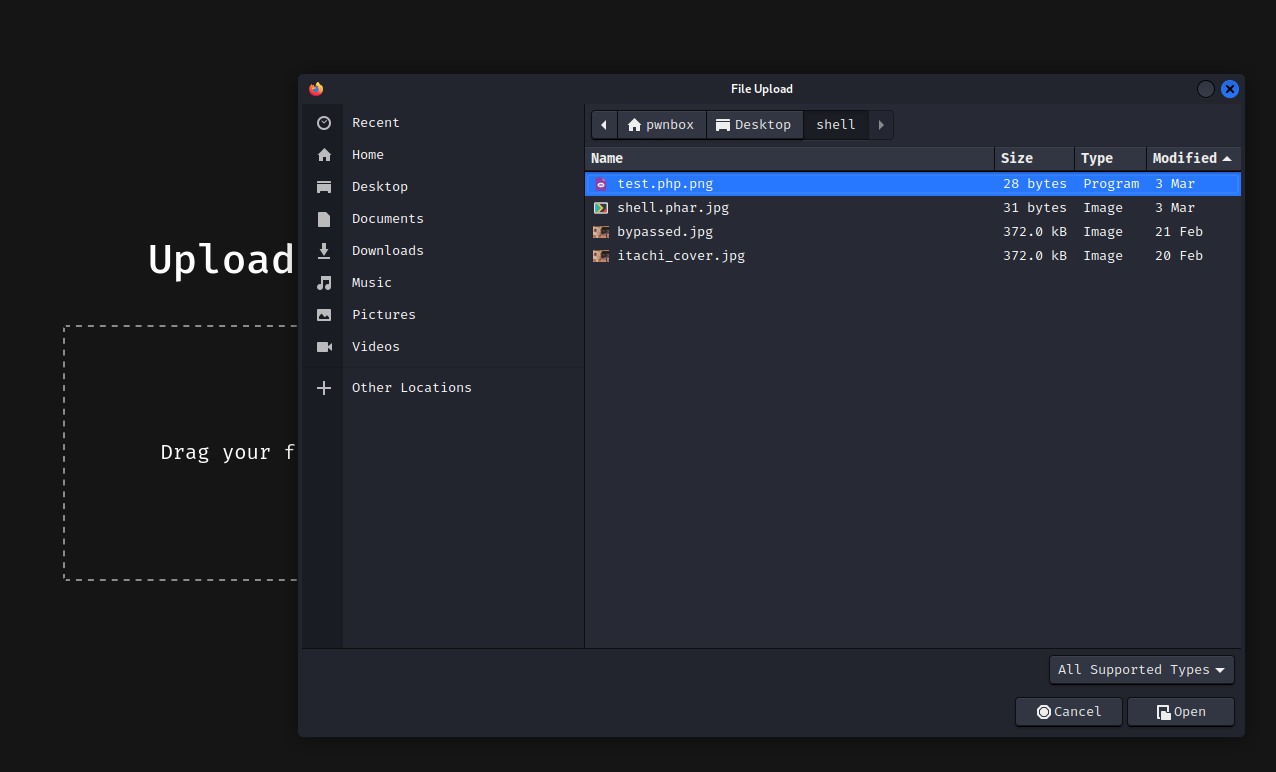 File Upload
Recent
Home
Desktop
Documents
Downloads
Music
Pictures
Videos
Other Locations
pwnbox Desktop shell
Name Size Type Modified
test.php.png 28 bytes Program 3 Mar
shell.phar.jpg 31 bytes Image 3 Mar
bypassed.jpg 372.0 kB Image 21 Feb
itachi_cover.jpg 372.0 kB Image 20 Feb
Upload
Drag your f
All Supported Types
Cancel Open